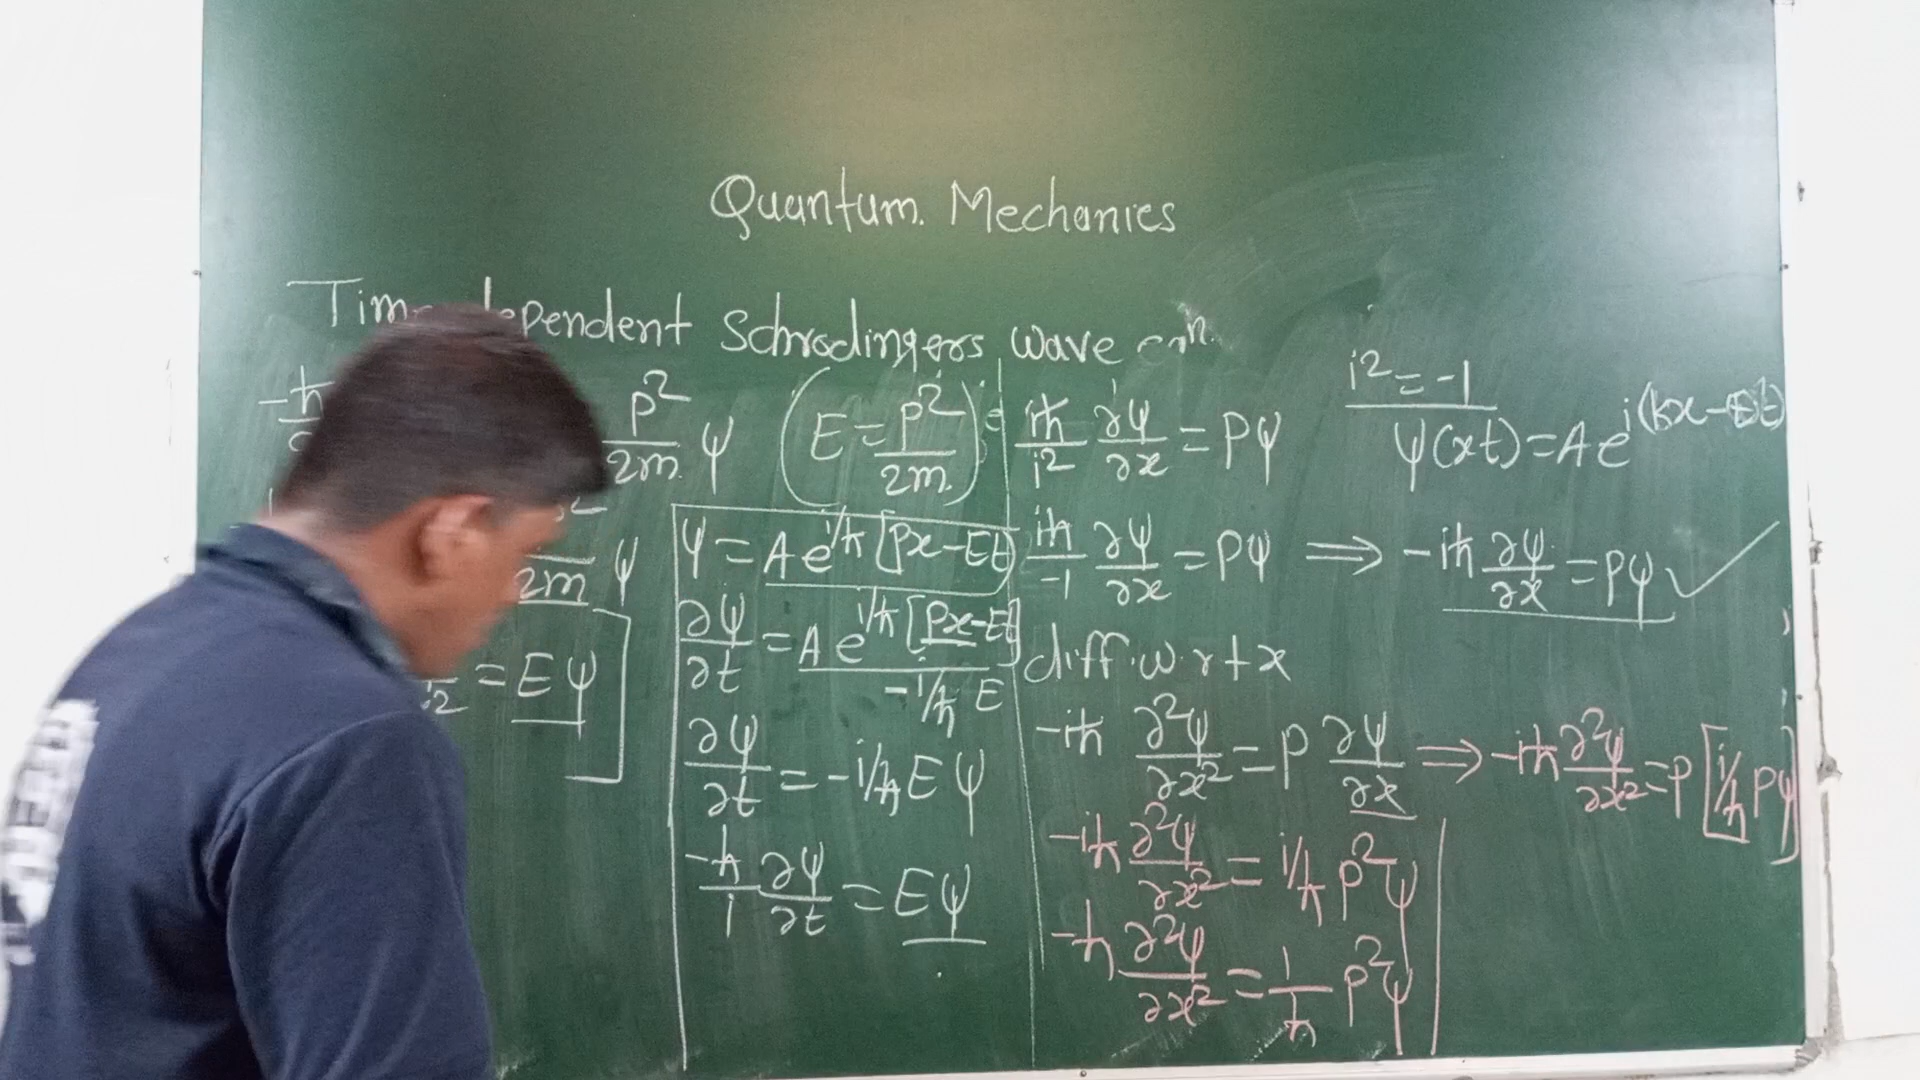 Quantum. Mechanics
Time dependent Schrodingers wave eqn.
-ħ
p²/2m ψ (E = p²/2m)
2m ψ
= Eψ
ψ = A e^i/ħ [Px-Et]
∂ψ/∂t = A e^i/ħ [Px-Et] -i/ħ E
∂ψ/∂t = -i/ħ E ψ
-ħ/i ∂ψ/∂t = Eψ
iħ/i² ∂ψ/∂x = Pψ
iħ/-1 ∂ψ/∂x = Pψ ⇒ -iħ ∂ψ/∂x = Pψ ✓
diff. w.r.t x
-iħ ∂²ψ/∂x² = P ∂ψ/∂x ⇒ -iħ ∂²ψ/∂x² = P [i/ħ Pψ]
-iħ ∂²ψ/∂x² = i/ħ P²ψ
-ħ ∂²ψ/∂x² = 1/ħ P²ψ
i² = -1
ψ(xt) = A e